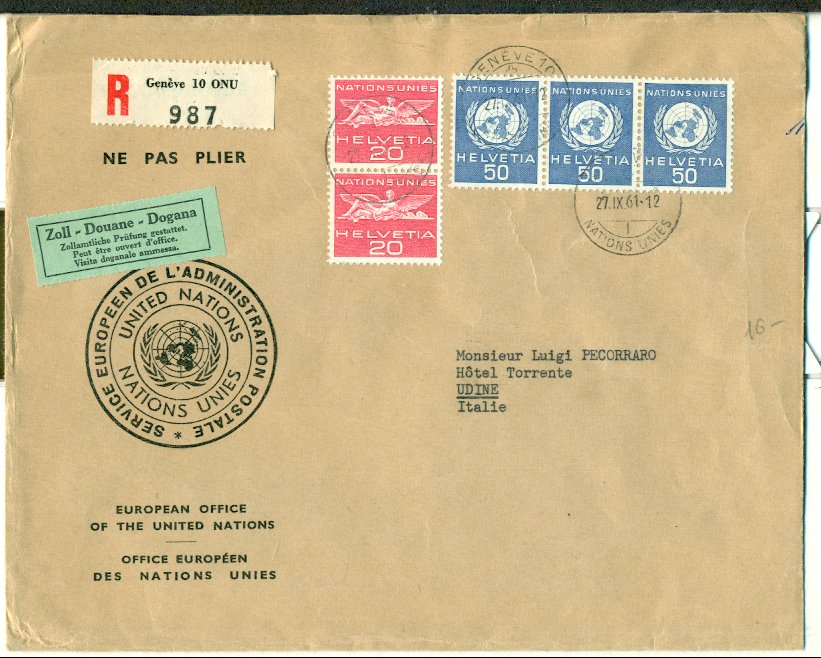 R
Genève 10 ONU
987
NE PAS PLIER
Zoll - Douane - Dogana
Zollamtliche Prüfung gestattet.
Peut être ouvert d'office.
Visita doganale ammessa.
SERVICE EUROPEEN DE L'ADMINISTRATION POSTALE *
UNITED NATIONS
NATIONS UNIES
EUROPEAN OFFICE
OF THE UNITED NATIONS
OFFICE EUROPÉEN
DES NATIONS UNIES
NATIONS UNIES
HELVETIA
20
NATIONS UNIES
HELVETIA
20
NATIONS UNIES
HELVETIA
50
NATIONS UNIES
HELVETIA
50
NATIONS UNIES
HELVETIA
50
GENÈVE 10
27.IX.61-12
NATIONS UNIES
Monsieur Luigi PECORRARO
Hôtel Torrente
UDINE
Italie
16-